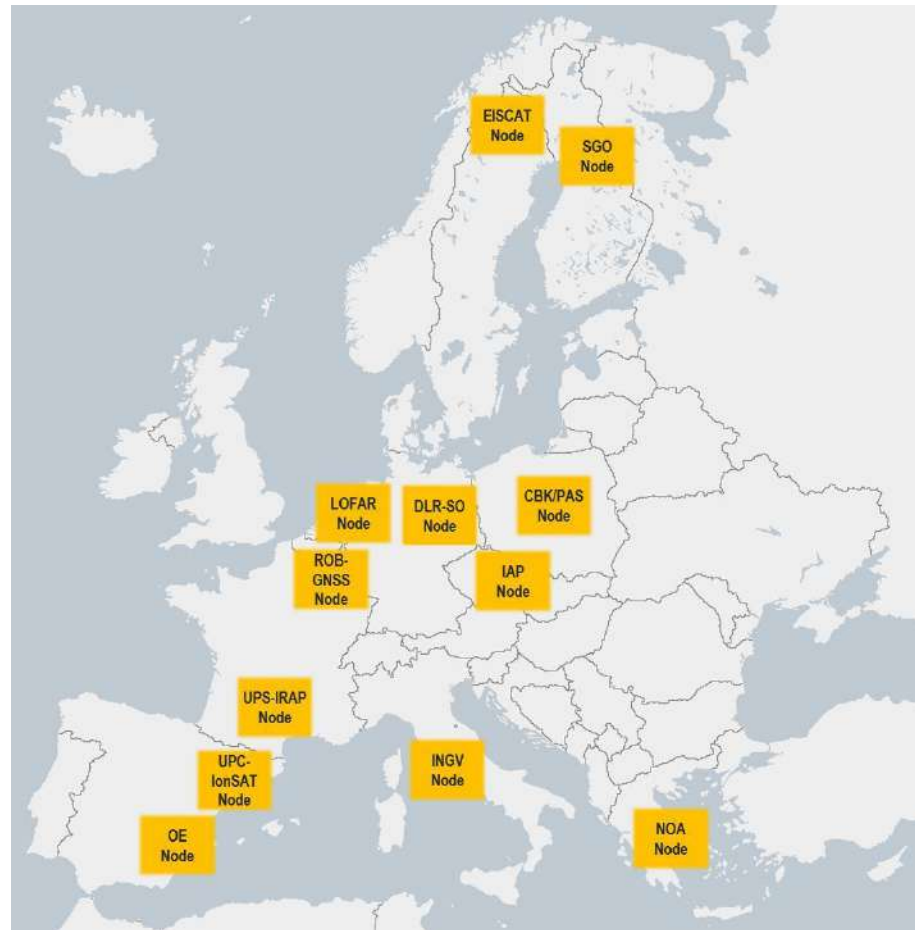 EISCAT
Node
SGO
Node
LOFAR
Node
DLR-SO
Node
CBK/PAS
Node
ROB-
GNSS
Node
IAP
Node
UPS-IRAP
Node
UPC-
IonSAT
Node
INGV
Node
OE
Node
NOA
Node